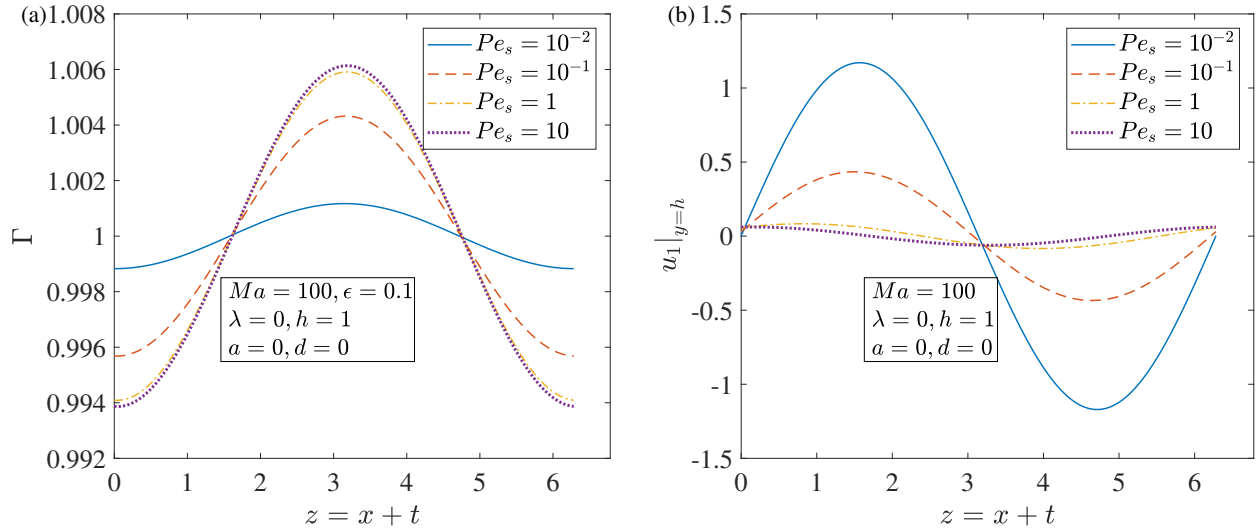 (a)
1.008
1.006
1.004
1.002
1
0.998
0.996
0.994
0.992
Γ
Pe_s = 10^{-2}
Pe_s = 10^{-1}
Pe_s = 1
Pe_s = 10
Ma = 100, ϵ = 0.1
λ = 0, h = 1
a = 0, d = 0
0 1 2 3 4 5 6
z = x + t
(b)
1.5
1
0.5
0
-0.5
-1
-1.5
u_1|_{y=h}
Pe_s = 10^{-2}
Pe_s = 10^{-1}
Pe_s = 1
Pe_s = 10
Ma = 100
λ = 0, h = 1
a = 0, d = 0
0 1 2 3 4 5 6
z = x + t